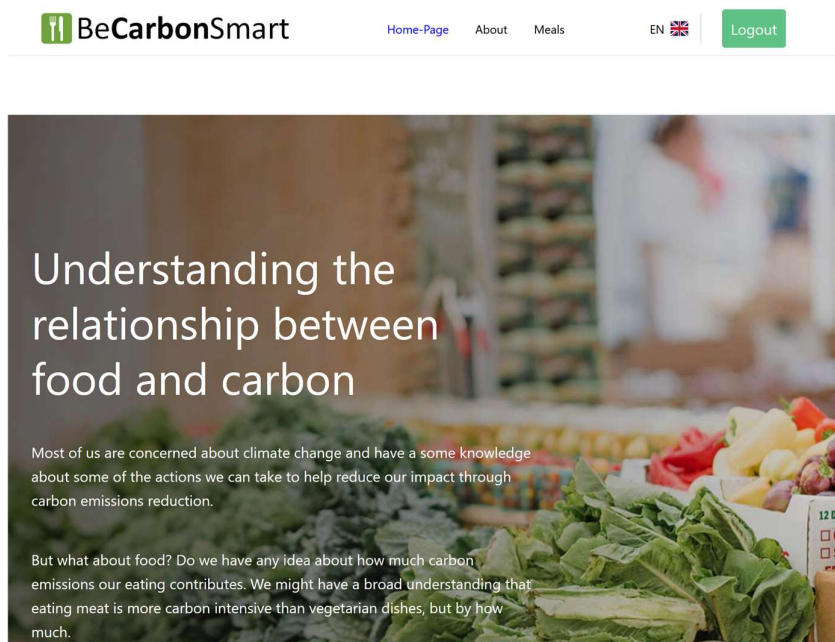 BeCarbonSmart
Home-Page
About
Meals
EN
Logout
Understanding the
relationship between
food and carbon
Most of us are concerned about climate change and have a some knowledge
about some of the actions we can take to help reduce our impact through
carbon emissions reduction.
But what about food? Do we have any idea about how much carbon
emissions our eating contributes. We might have a broad understanding that
eating meat is more carbon intensive than vegetarian dishes, but by how
much.
12